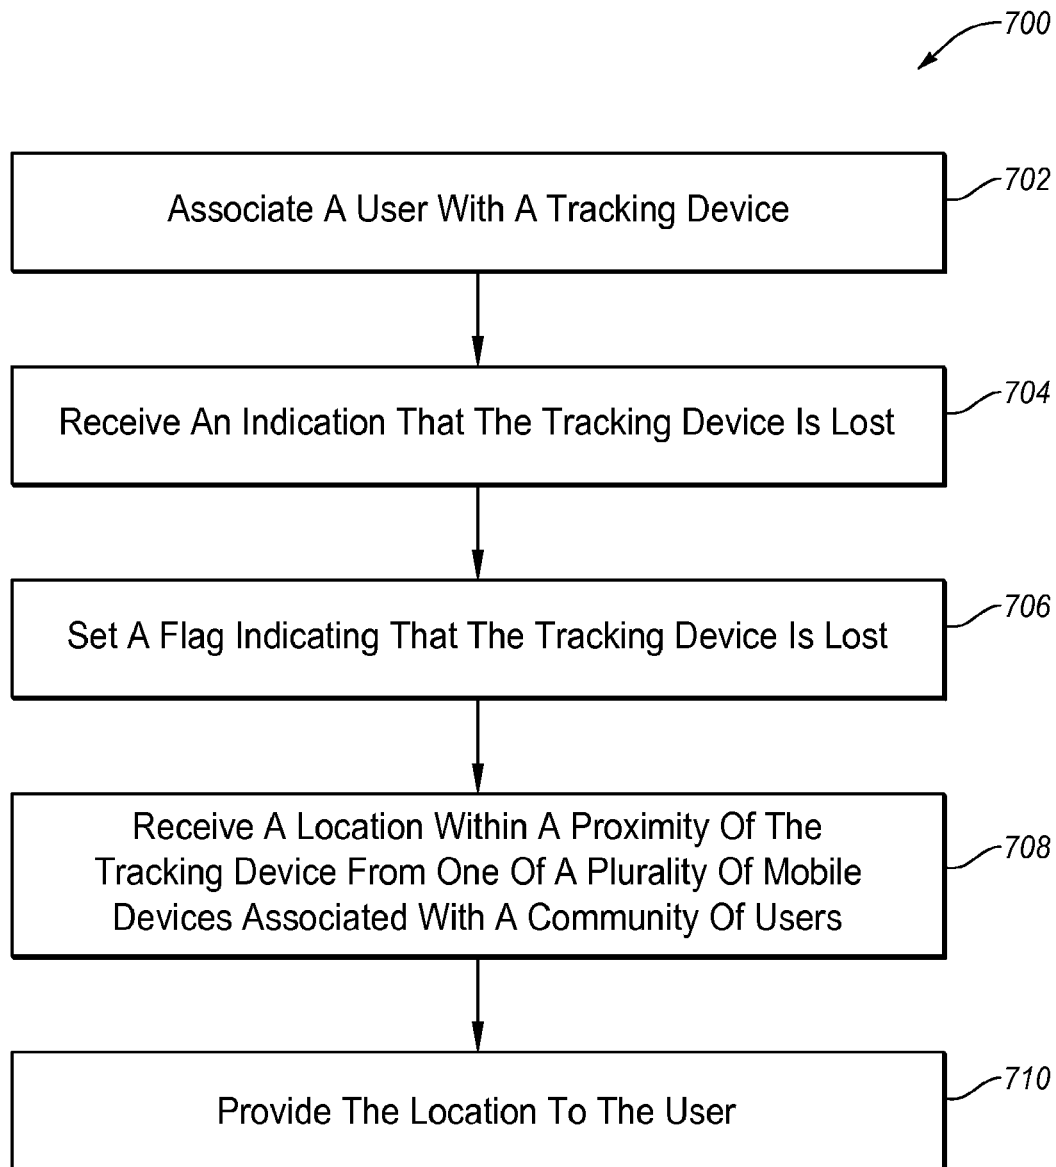 700
Associate A User With A Tracking Device
702
Receive An Indication That The Tracking Device Is Lost
704
Set A Flag Indicating That The Tracking Device Is Lost
706
Receive A Location Within A Proximity Of The
Tracking Device From One Of A Plurality Of Mobile
Devices Associated With A Community Of Users
708
Provide The Location To The User
710